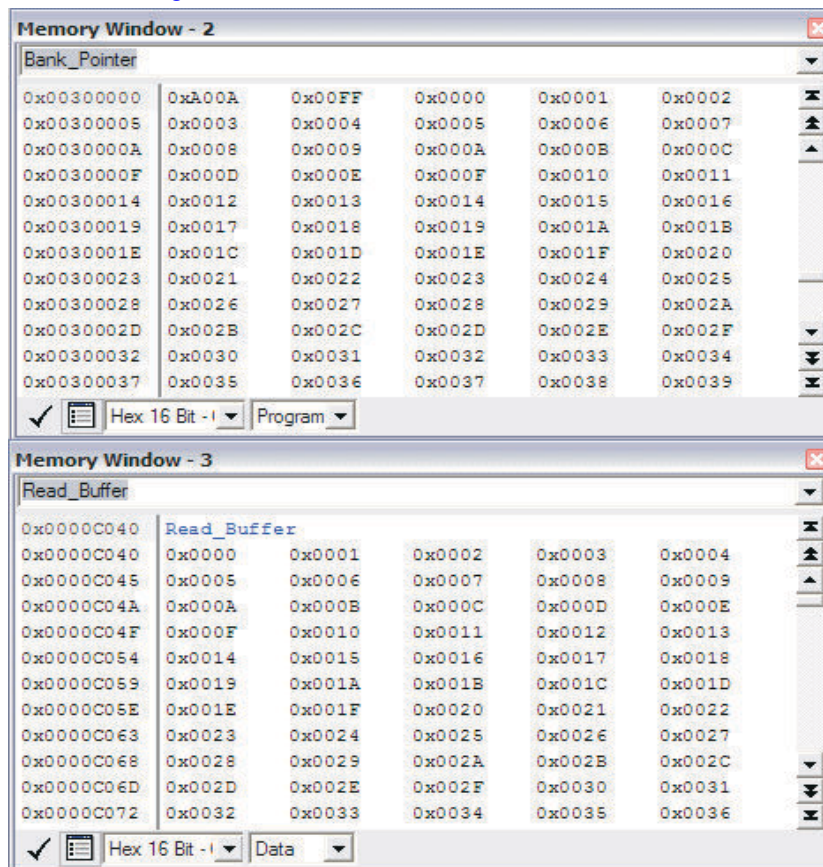 Memory Window - 2
Bank_Pointer
0x00300000 0xA00A 0x00FF 0x0000 0x0001 0x0002
0x00300005 0x0003 0x0004 0x0005 0x0006 0x0007
0x0030000A 0x0008 0x0009 0x000A 0x000B 0x000C
0x0030000F 0x000D 0x000E 0x000F 0x0010 0x0011
0x00300014 0x0012 0x0013 0x0014 0x0015 0x0016
0x00300019 0x0017 0x0018 0x0019 0x001A 0x001B
0x0030001E 0x001C 0x001D 0x001E 0x001F 0x0020
0x00300023 0x0021 0x0022 0x0023 0x0024 0x0025
0x00300028 0x0026 0x0027 0x0028 0x0029 0x002A
0x0030002D 0x002B 0x002C 0x002D 0x002E 0x002F
0x00300032 0x0030 0x0031 0x0032 0x0033 0x0034
0x00300037 0x0035 0x0036 0x0037 0x0038 0x0039
Hex 16 Bit - Program
Memory Window - 3
Read_Buffer
0x0000C040 Read_Buffer
0x0000C040 0x0000 0x0001 0x0002 0x0003 0x0004
0x0000C045 0x0005 0x0006 0x0007 0x0008 0x0009
0x0000C04A 0x000A 0x000B 0x000C 0x000D 0x000E
0x0000C04F 0x000F 0x0010 0x0011 0x0012 0x0013
0x0000C054 0x0014 0x0015 0x0016 0x0017 0x0018
0x0000C059 0x0019 0x001A 0x001B 0x001C 0x001D
0x0000C05E 0x001E 0x001F 0x0020 0x0021 0x0022
0x0000C063 0x0023 0x0024 0x0025 0x0026 0x0027
0x0000C068 0x0028 0x0029 0x002A 0x002B 0x002C
0x0000C06D 0x002D 0x002E 0x002F 0x0030 0x0031
0x0000C072 0x0032 0x0033 0x0034 0x0035 0x0036
Hex 16 Bit - Data